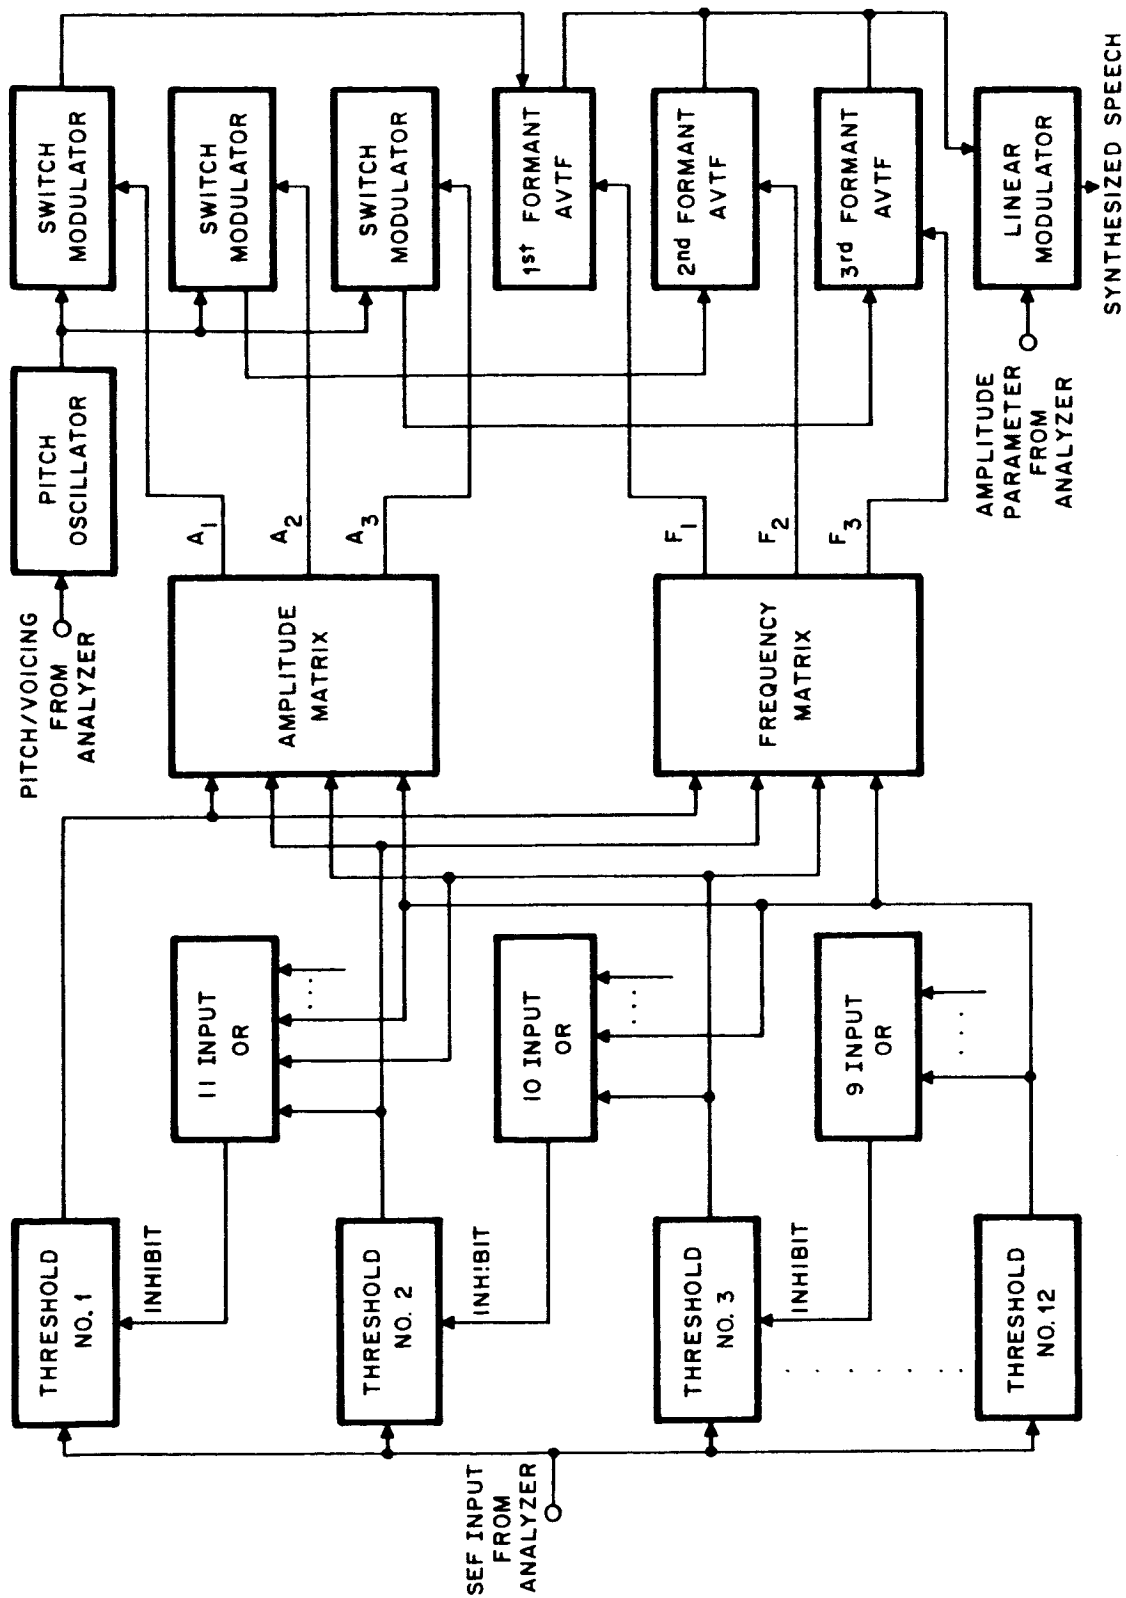 SEF INPUT
FROM
ANALYZER
THRESHOLD
NO. 1
INHIBIT
THRESHOLD
NO. 2
INHIBIT
THRESHOLD
NO. 3
INHIBIT
THRESHOLD
NO. 12
11 INPUT
OR
10 INPUT
OR
9 INPUT
OR
PITCH/VOICING
FROM
ANALYZER
AMPLITUDE
MATRIX
FREQUENCY
MATRIX
A1
A2
A3
F1
F2
F3
PITCH
OSCILLATOR
AMPLITUDE
PARAMETER
FROM
ANALYZER
SWITCH
MODULATOR
SWITCH
MODULATOR
SWITCH
MODULATOR
1st FORMANT
AVTF
2nd FORMANT
AVTF
3rd FORMANT
AVTF
LINEAR
MODULATOR
SYNTHESIZED SPEECH